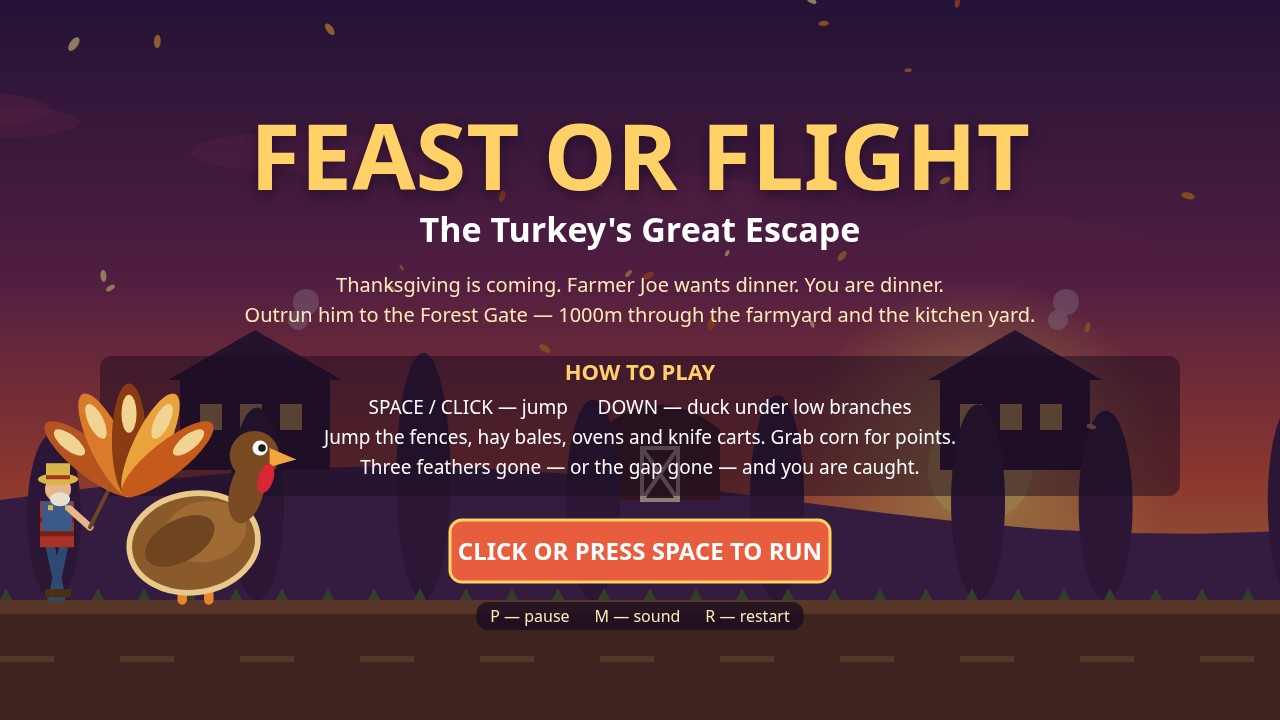 FEAST OR FLIGHT
The Turkey's Great Escape
Thanksgiving is coming. Farmer Joe wants dinner. You are dinner.
Outrun him to the Forest Gate — 1000m through the farmyard and the kitchen yard.
HOW TO PLAY
SPACE / CLICK — jump DOWN — duck under low branches
Jump the fences, hay bales, ovens and knife carts. Grab corn for points.
Three feathers gone — or the gap gone — and you are caught.
CLICK OR PRESS SPACE TO RUN
P — pause M — sound R — restart